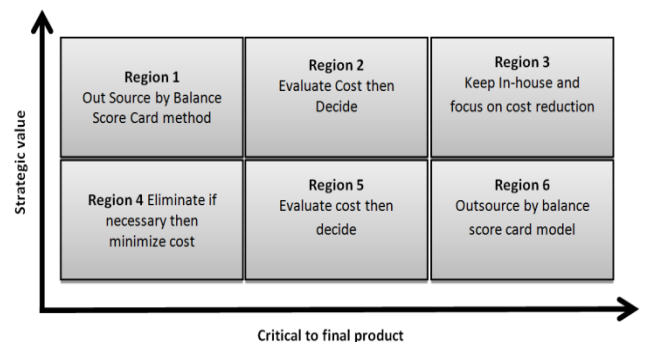 Strategic value
Region 1
Out Source by Balance
Score Card method
Region 2
Evaluate Cost then
Decide
Region 3
Keep In-house and
focus on cost reduction
Region 4 Eliminate if
necessary then
minimize cost
Region 5
Evaluate cost then
decide
Region 6
Outsource by balance
score card model
Critical to final product